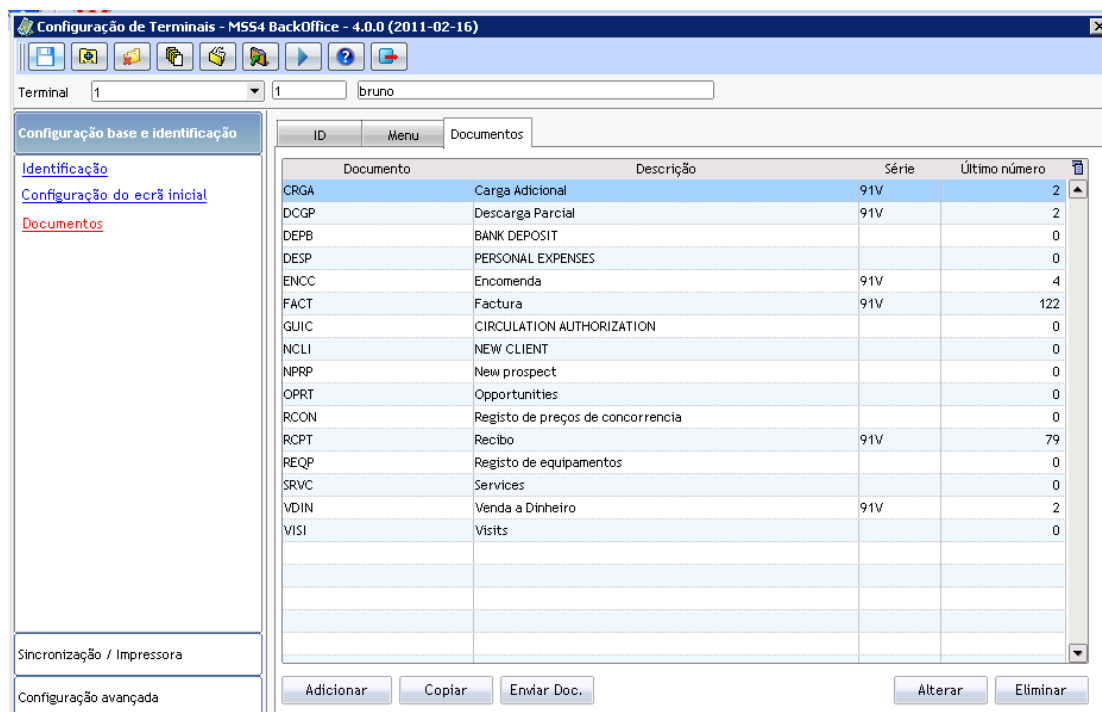 Configuração de Terminais - MSS4 BackOffice - 4.0.0 (2011-02-16)
Terminal 1 1 bruno
Configuração base e identificação
Identificação
Configuração do ecrã inicial
Documentos
Sincronização / Impressora
Configuração avançada
ID Menu Documentos
Documento Descrição Série Último número
CRGA Carga Adicional 91V 2
DCGP Descarga Parcial 91V 2
DEPB BANK DEPOSIT 0
DESP PERSONAL EXPENSES 0
ENCC Encomenda 91V 4
FACT Factura 91V 122
GUIC CIRCULATION AUTHORIZATION 0
NCLI NEW CLIENT 0
NPRP New prospect 0
OPRT Opportunities 0
RCON Registo de preços de concorrencia 0
RCPT Recibo 91V 79
REQP Registo de equipamentos 0
SRVC Services 0
VDIN Venda a Dinheiro 91V 2
VISI Visits 0
Adicionar Copiar Enviar Doc. Alterar Eliminar